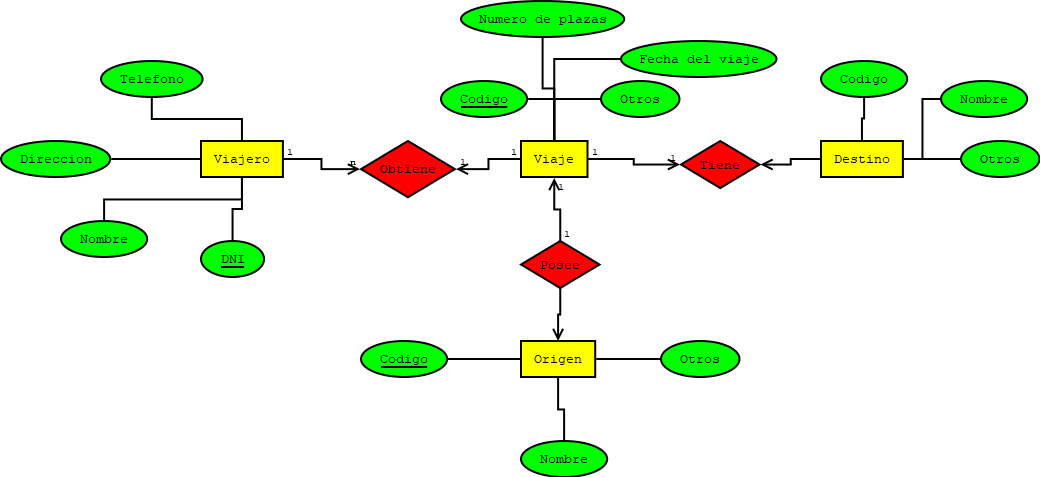 Numero de plazas
Fecha del viaje
Telefono
Codigo
Codigo
Otros
Nombre
Direccion
Viajero
1
n
Obtiene
1
1
Viaje
1
1
Tiene
Destino
Otros
1
Nombre
DNI
1
Posee
Codigo
Origen
Otros
Nombre